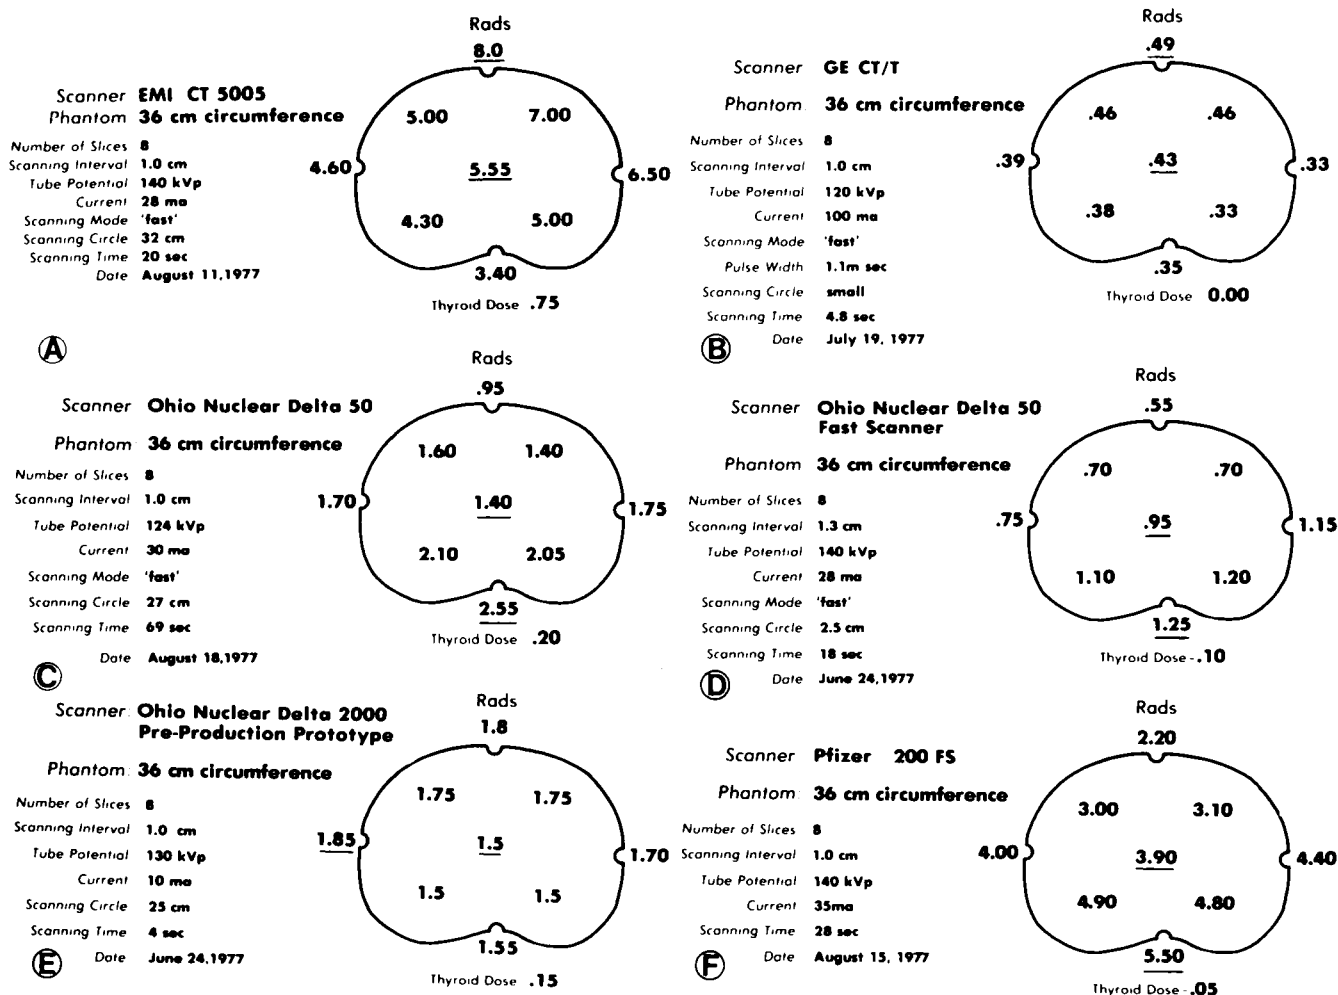 Rads
8.0
Scanner EMI CT 5005
Phantom 36 cm circumference
5.00 7.00
Number of Slices 8
Scanning Interval 1.0 cm
4.60 5.55 6.50
Tube Potential 140 kVp
Current 28 ma
Scanning Mode 'fast'
4.30 5.00
Scanning Circle 32 cm
Scanning Time 20 sec
Date August 11,1977
3.40
Thyroid Dose .75
A
Rads
.49
Scanner GE CT/T
Phantom 36 cm circumference
.46 .46
Number of Slices 8
Scanning Interval 1.0 cm
.39 .43 .33
Tube Potential 120 kVp
Current 100 ma
.38 .33
Scanning Mode 'fast'
Pulse Width 1.1m sec
.35
Scanning Circle small
Thyroid Dose 0.00
Scanning Time 4.8 sec
Date July 19, 1977
B
Rads
.95
Scanner Ohio Nuclear Delta 50
Phantom 36 cm circumference
1.60 1.40
Number of Slices 8
Scanning Interval 1.0 cm
1.70 1.40 1.75
Tube Potential 124 kVp
Current 30 ma
2.10 2.05
Scanning Mode 'fast'
Scanning Circle 27 cm
2.55
Scanning Time 69 sec
Thyroid Dose .20
Date August 18,1977
C
Rads
.55
Scanner Ohio Nuclear Delta 50
Fast Scanner
Phantom 36 cm circumference
.70 .70
Number of Slices 8
Scanning Interval 1.3 cm
.75 .95 1.15
Tube Potential 140 kVp
Current 28 ma
1.10 1.20
Scanning Mode 'fast'
Scanning Circle 2.5 cm
1.25
Scanning Time 18 sec
Thyroid Dose - .10
Date June 24,1977
D
Rads
1.8
Scanner: Ohio Nuclear Delta 2000
Pre-Production Prototype
Phantom: 36 cm circumference
1.75 1.75
Number of Slices 8
Scanning Interval 1.0 cm
1.85 1.5 1.70
Tube Potential 130 kVp
Current 10 ma
1.5 1.5
Scanning Circle 25 cm
Scanning Time 4 sec
1.55
Date June 24,1977
Thyroid Dose .15
E
Rads
2.20
Scanner Pfizer 200 FS
Phantom: 36 cm circumference
3.00 3.10
Number of Slices 8
Scanning Interval 1.0 cm
4.00 3.90 4.40
Tube Potential 140 kVp
Current 35ma
4.90 4.80
Scanning Circle 25 cm
Scanning Time 28 sec
5.50
Date August 15, 1977
Thyroid Dose - .05
F